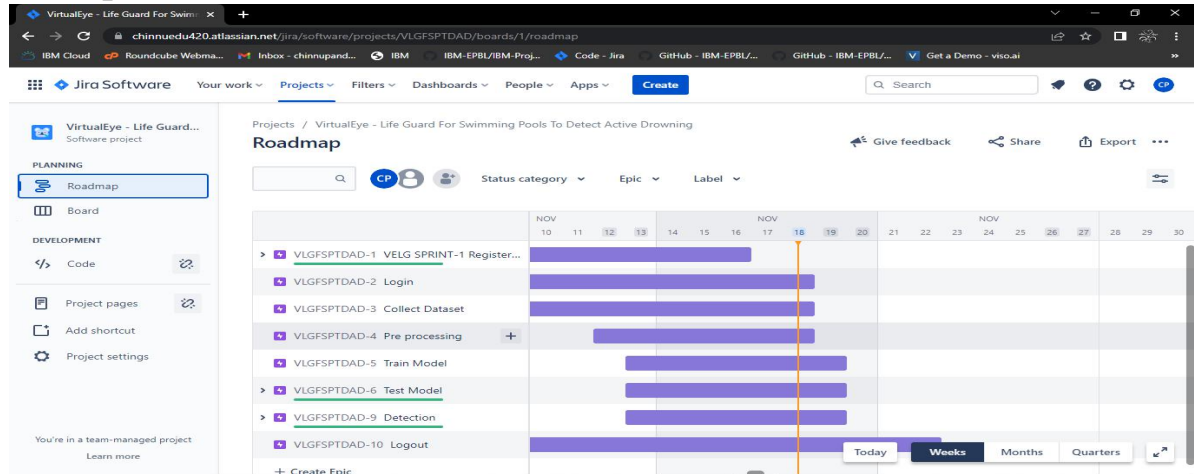 VirtualEye - Life Guard For Swim
chinnuedu420.atlassian.net/jira/software/projects/VLGFSPTDAD/boards/1/roadmap
IBM Cloud Roundcube Webma... Inbox - chinnupand... IBM IBM-EPBL/IBM-Proj... Code - Jira GitHub - IBM-EPBL/... GitHub - IBM-EPBL/... Get a Demo - viso.ai »
Jira Software Your work Projects Filters Dashboards People Apps Create Search CP
VirtualEye - Life Guard...
Software project
PLANNING
Roadmap
Board
DEVELOPMENT
Code
Project pages
Add shortcut
Project settings
You're in a team-managed project
Learn more
Projects / VirtualEye - Life Guard For Swimming Pools To Detect Active Drowning
Roadmap
Give feedback Share Export
CP Status category Epic Label
NOV NOV NOV
10 11 12 13 14 15 16 17 18 19 20 21 22 23 24 25 26 27 28 29 30
VLGFSPTDAD-1 VELG SPRINT-1 Register...
VLGFSPTDAD-2 Login
VLGFSPTDAD-3 Collect Dataset
VLGFSPTDAD-4 Pre processing
VLGFSPTDAD-5 Train Model
VLGFSPTDAD-6 Test Model
VLGFSPTDAD-9 Detection
VLGFSPTDAD-10 Logout
Today Weeks Months Quarters
+ Create Epic